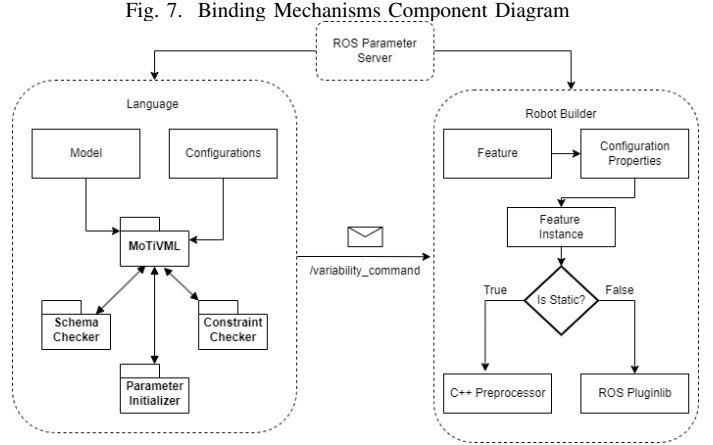 Fig. 7. Binding Mechanisms Component Diagram
ROS Parameter
Server
Language
Model
Configurations
MoTiVML
Schema
Checker
Constraint
Checker
Parameter
Initializer
/variability_command
Robot Builder
Feature
Configuration
Properties
Feature
Instance
Is Static?
True
False
C++ Preprocessor
ROS Pluginlib